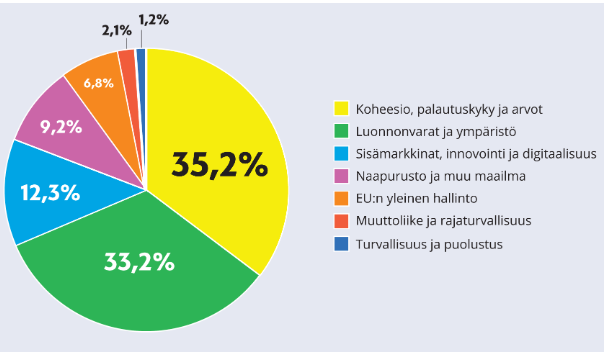 2,1%
1,2%
6,8%
9,2%
35,2%
12,3%
33,2%
Koheesio, palautuskyky ja arvot
Luonnonvarat ja ympäristö
Sisämarkkinat, innovointi ja digitaalisuus
Naapurusto ja muu maailma
EU:n yleinen hallinto
Muuttoliike ja rajaturvallisuus
Turvallisuus ja puolustus